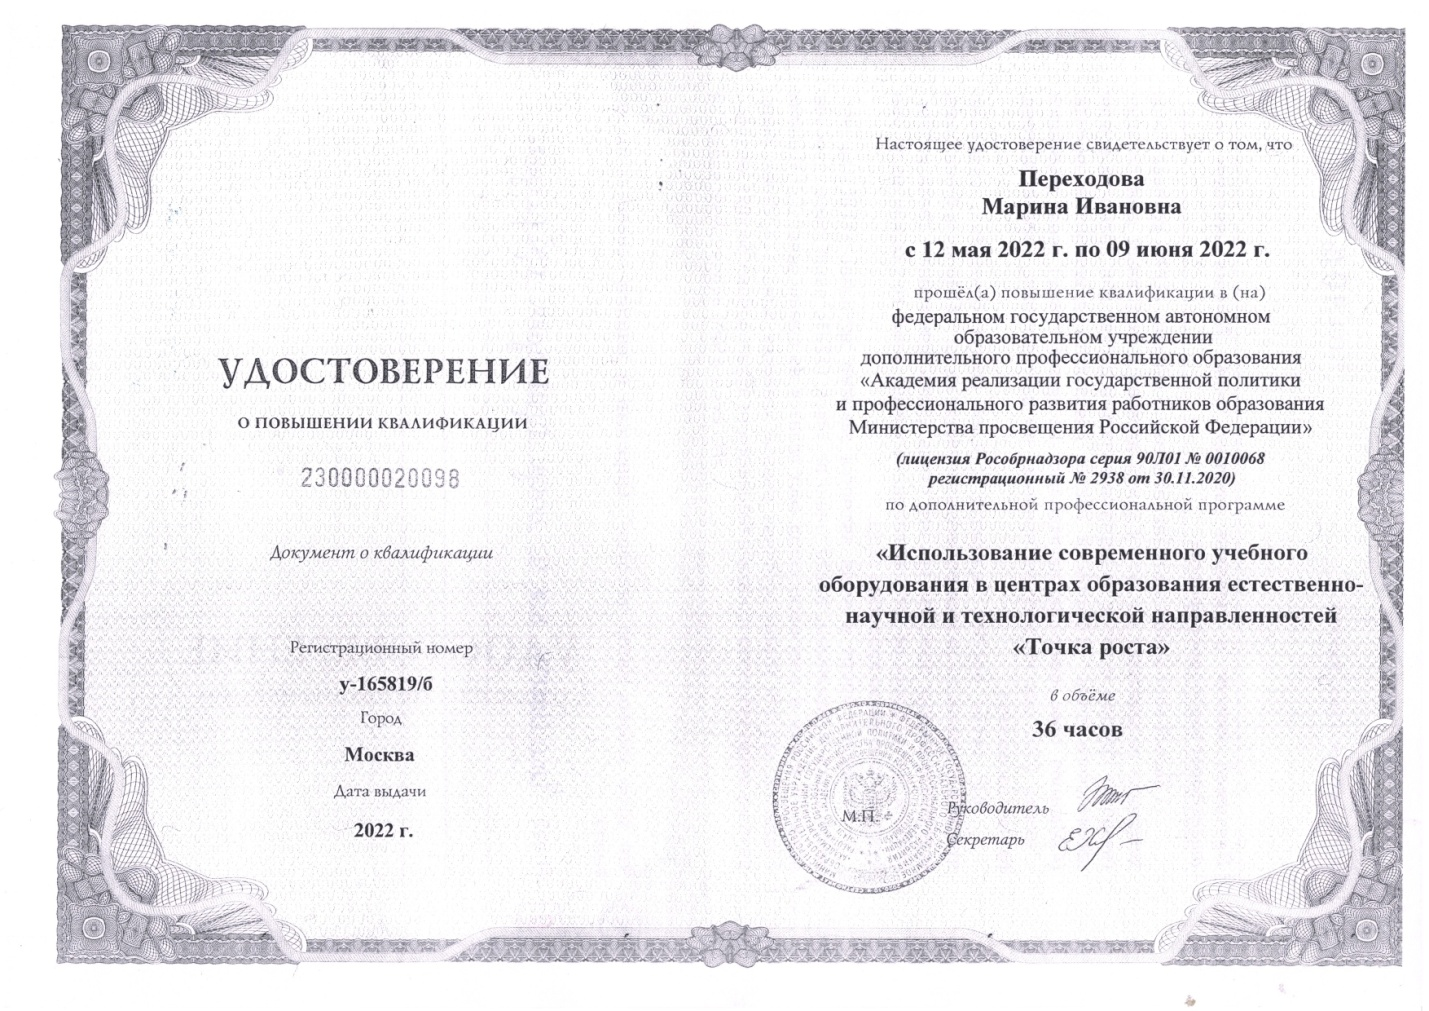 УДОСТОВЕРЕНИЕ
О ПОВЫШЕНИИ КВАЛИФИКАЦИИ
230000020098
Документ о квалификации
Регистрационный номер
у-165819/б
Город
Москва
Дата выдачи
2022 г.
Настоящее удостоверение свидетельствует о том, что
Переходова
Марина Ивановна
с 12 мая 2022 г. по 09 июня 2022 г.
прошёл(а) повышение квалификации в (на)
федеральном государственном автономном
образовательном учреждении
дополнительного профессионального образования
«Академия реализации государственной политики
и профессионального развития работников образования
Министерства просвещения Российской Федерации»
(лицензия Рособрнадзора серия 90Л01 № 0010068
регистрационный № 2938 от 30.11.2020)
по дополнительной профессиональной программе
«Использование современного учебного
оборудования в центрах образования естественно-
научной и технологической направленностей
«Точка роста»
в объёме
36 часов
М.П.
Руководитель
Секретарь